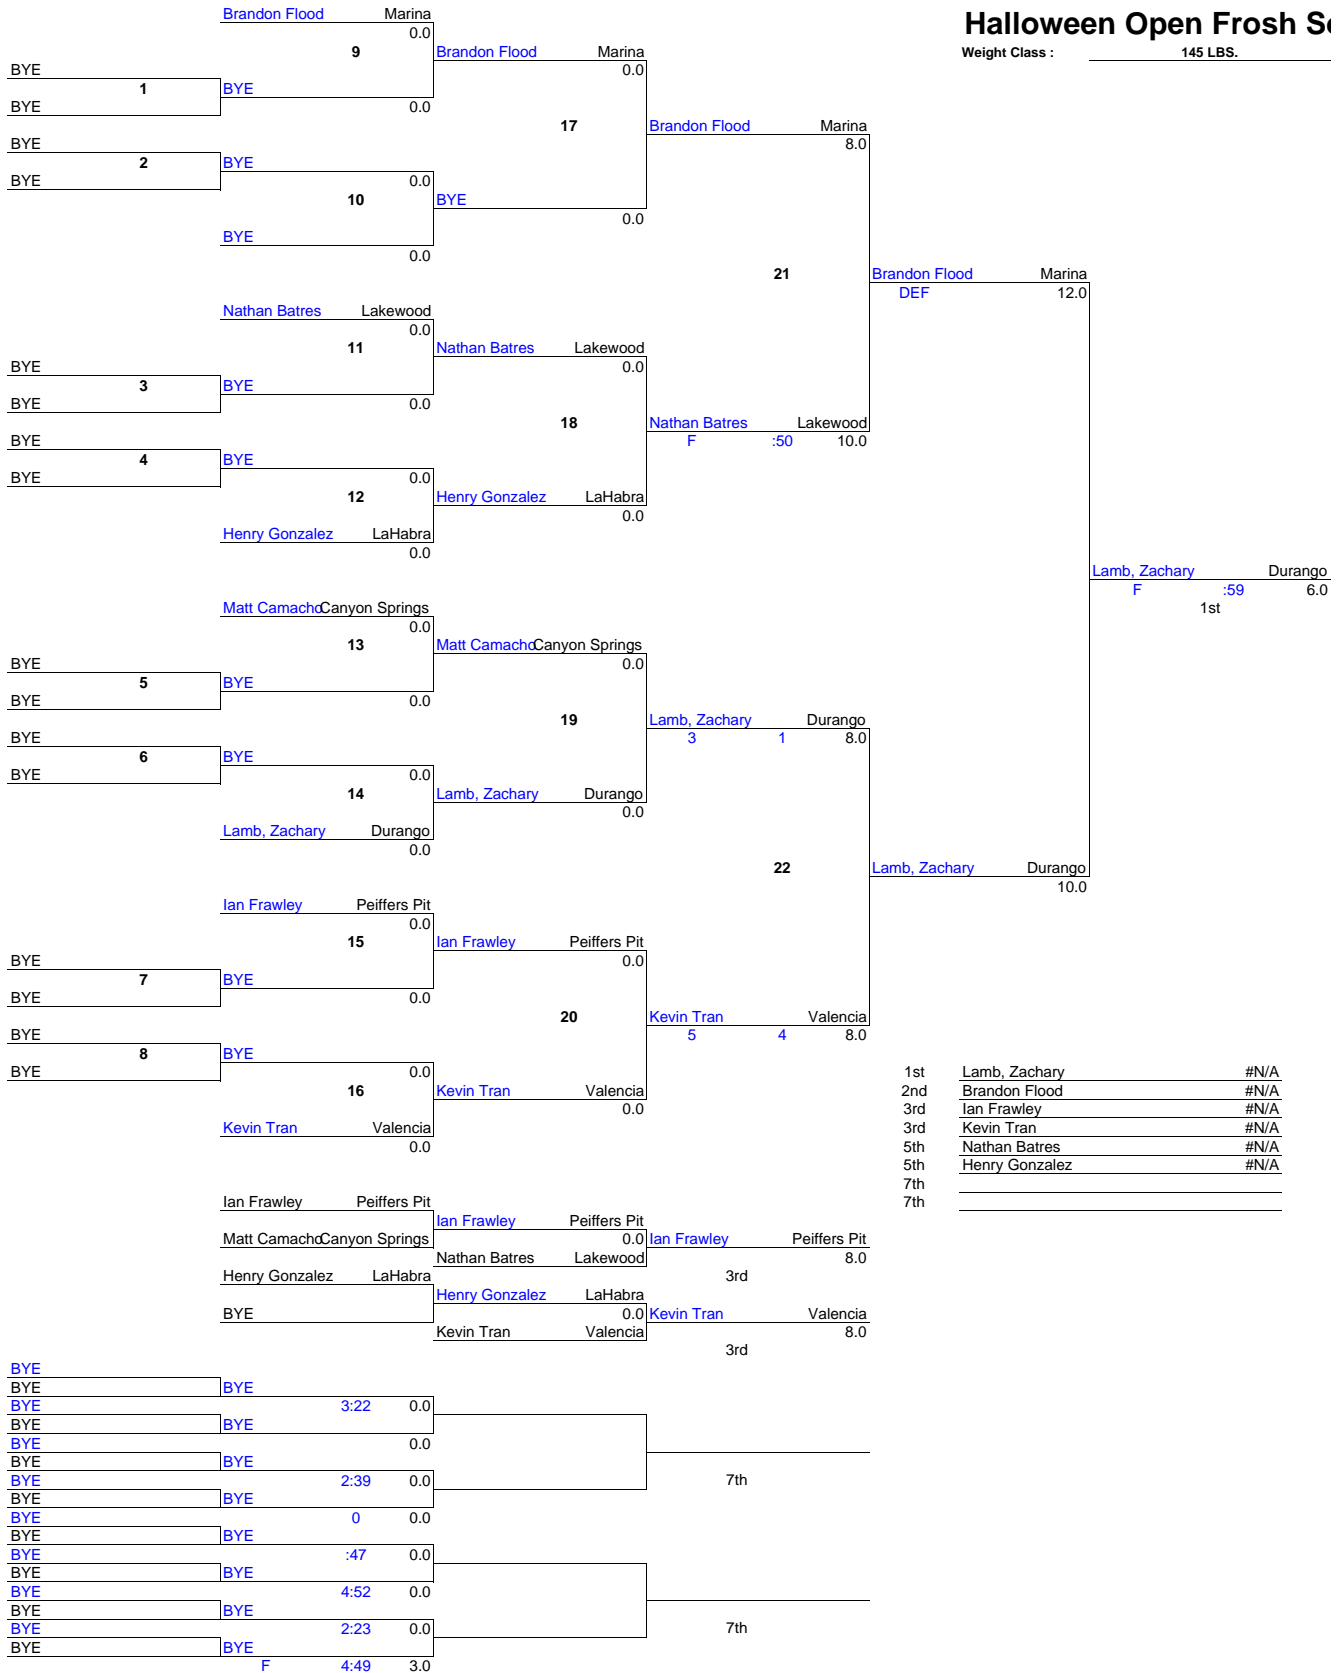 Brandon Flood Marina
Halloween Open Frosh
0.0
9
Brandon Flood Marina
Weight Class : 145 LBS.
BYE
0.0
1
BYE
BYE
0.0
17
Brandon Flood Marina
BYE
8.0
2
BYE
BYE
0.0
10
BYE
0.0
BYE
0.0
21
Brandon Flood Marina
DEF 12.0
Nathan Batres Lakewood
0.0
11
Nathan Batres Lakewood
BYE
0.0
3
BYE
BYE
0.0
18
Nathan Batres Lakewood
BYE
F :50 10.0
4
BYE
BYE
0.0
12
Henry Gonzalez LaHabra
0.0
Henry Gonzalez LaHabra
0.0
Lamb, Zachary Durango
F :59 6.0
1st
Matt Camacho Canyon Springs
0.0
13
Matt Camacho Canyon Springs
BYE
0.0
5
BYE
BYE
0.0
19
Lamb, Zachary Durango
BYE
3 1 8.0
6
BYE
BYE
0.0
14
Lamb, Zachary Durango
0.0
Lamb, Zachary Durango
0.0
22
Lamb, Zachary Durango
10.0
Ian Frawley Peiffers Pit
0.0
15
Ian Frawley Peiffers Pit
BYE
0.0
7
BYE
BYE
0.0
20
Kevin Tran Valencia
BYE
5 4 8.0
8
BYE
BYE
0.0
16
Kevin Tran Valencia
0.0
Kevin Tran Valencia
0.0
1st Lamb, Zachary #N/A
2nd Brandon Flood #N/A
3rd Ian Frawley #N/A
3rd Kevin Tran #N/A
5th Nathan Batres #N/A
5th Henry Gonzalez #N/A
7th
7th
Ian Frawley Peiffers Pit
Ian Frawley Peiffers Pit
Matt Camacho Canyon Springs
0.0
Ian Frawley Peiffers Pit
Nathan Batres Lakewood
8.0
Henry Gonzalez LaHabra
3rd
Henry Gonzalez LaHabra
BYE
0.0
Kevin Tran Valencia
Kevin Tran Valencia
8.0
3rd
BYE
BYE BYE
BYE 3:22 0.0
BYE BYE
BYE 0.0
BYE BYE
BYE 2:39 0.0
7th
BYE BYE
BYE 0 0.0
BYE BYE
BYE :47 0.0
BYE BYE
BYE 4:52 0.0
BYE BYE
BYE 2:23 0.0
7th
BYE BYE
F 4:49 3.0